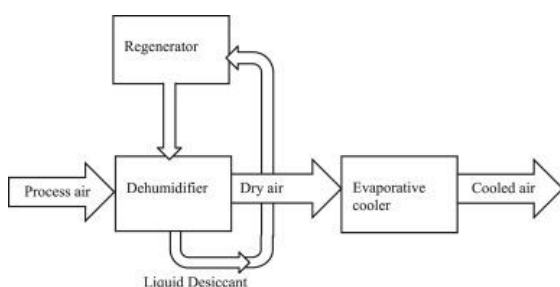 Regenerator
Process air
Dehumidifier
Dry air
Evaporative
cooler
Cooled air
Liquid Desiccant